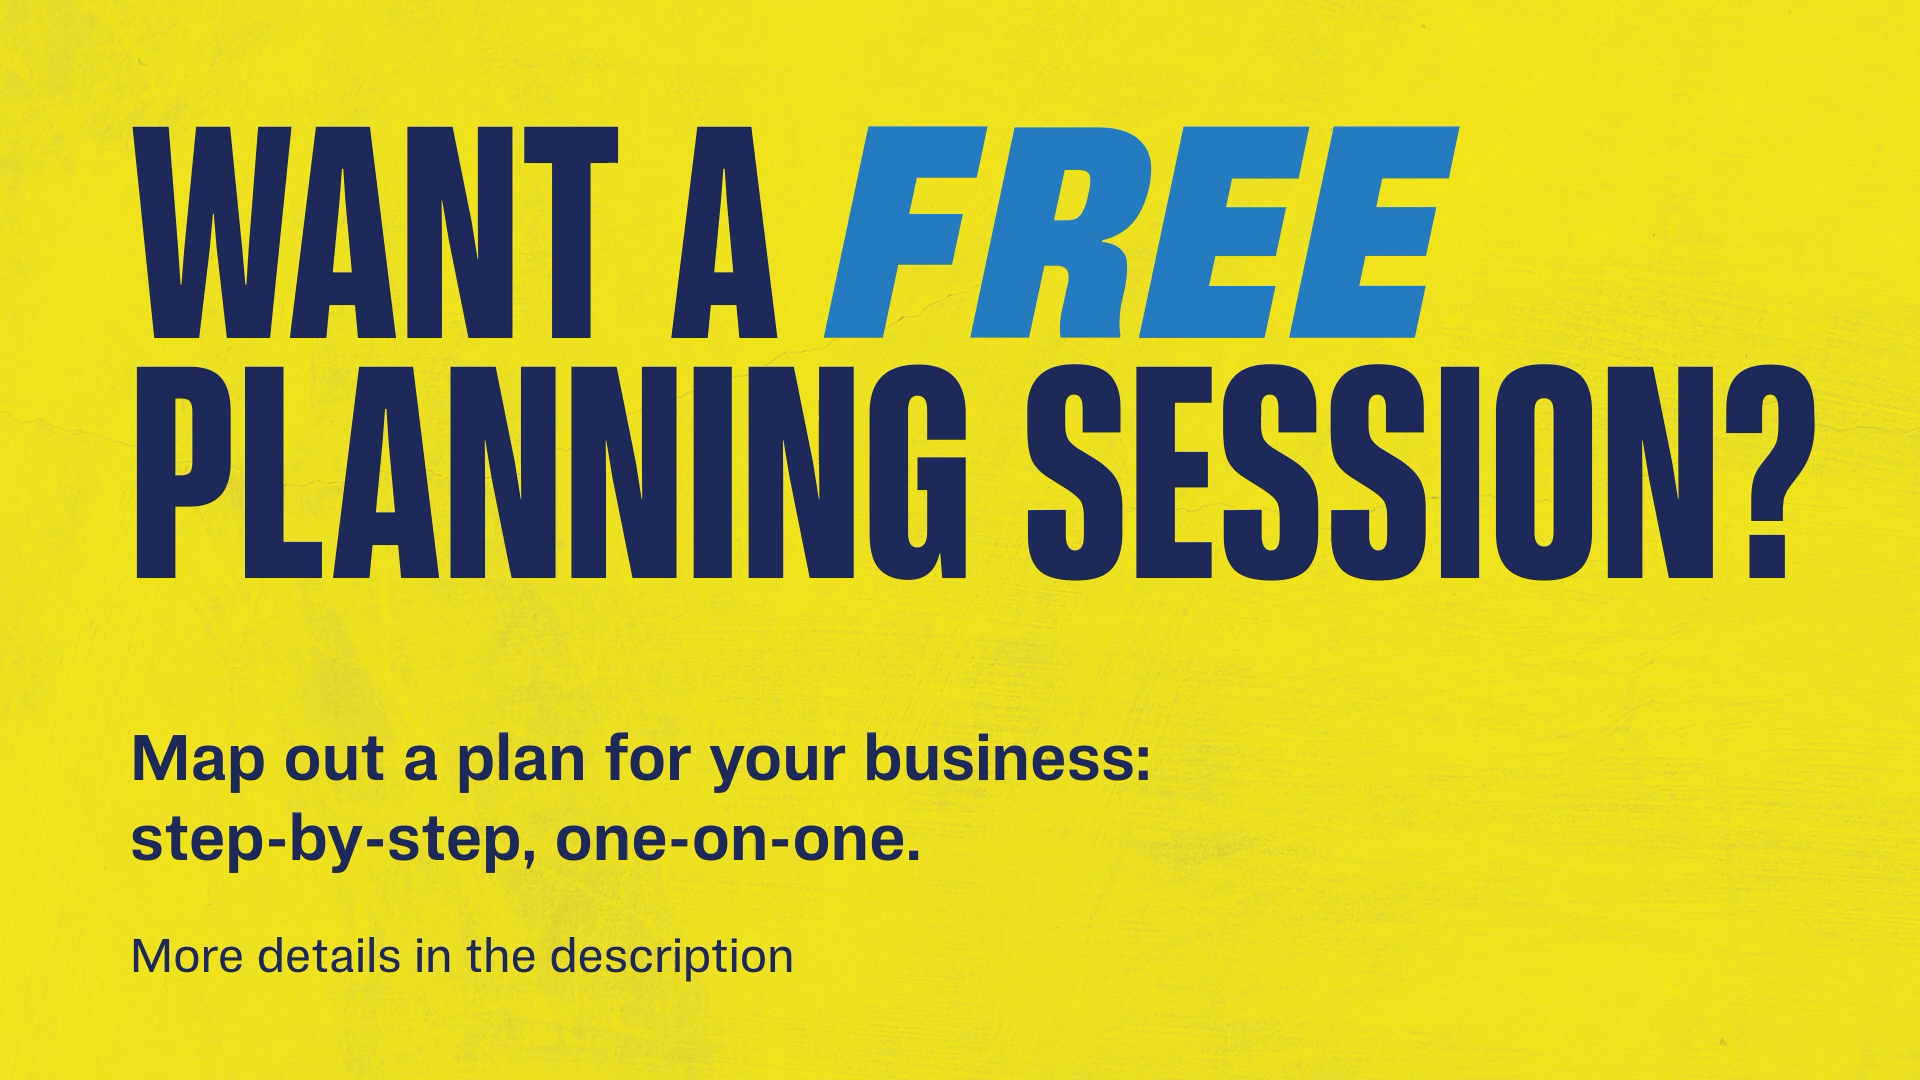 WANT A FREE
PLANNING SESSION?
Map out a plan for your business:
step-by-step, one-on-one.
More details in the description